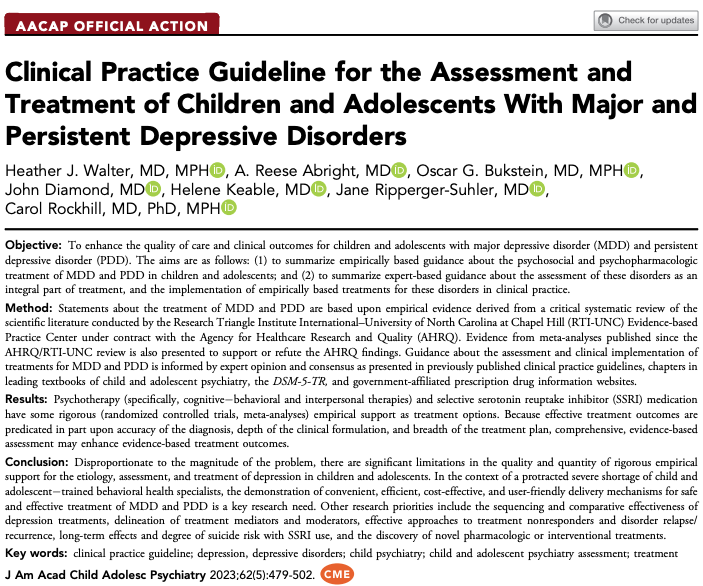 AACAP OFFICIAL ACTION
Check for updates
Clinical Practice Guideline for the Assessment and
Treatment of Children and Adolescents With Major and
Persistent Depressive Disorders
Heather J. Walter, MD, MPH iD, A. Reese Abright, MD iD, Oscar G. Bukstein, MD, MPH iD,
John Diamond, MD iD, Helene Keable, MD iD, Jane Ripperger-Suhler, MD iD,
Carol Rockhill, MD, PhD, MPH iD
Objective: To enhance the quality of care and clinical outcomes for children and adolescents with major depressive disorder (MDD) and persistent
depressive disorder (PDD). The aims are as follows: (1) to summarize empirically based guidance about the psychosocial and psychopharmacologic
treatment of MDD and PDD in children and adolescents; and (2) to summarize expert-based guidance about the assessment of these disorders as an
integral part of treatment, and the implementation of empirically based treatments for these disorders in clinical practice.
Method: Statements about the treatment of MDD and PDD are based upon empirical evidence derived from a critical systematic review of the
scientific literature conducted by the Research Triangle Institute International–University of North Carolina at Chapel Hill (RTI-UNC) Evidence-based
Practice Center under contract with the Agency for Healthcare Research and Quality (AHRQ). Evidence from meta-analyses published since the
AHRQ/RTI-UNC review is also presented to support or refute the AHRQ findings. Guidance about the assessment and clinical implementation of
treatments for MDD and PDD is informed by expert opinion and consensus as presented in previously published clinical practice guidelines, chapters in
leading textbooks of child and adolescent psychiatry, the DSM-5-TR, and government-affiliated prescription drug information websites.
Results: Psychotherapy (specifically, cognitive–behavioral and interpersonal therapies) and selective serotonin reuptake inhibitor (SSRI) medication
have some rigorous (randomized controlled trials, meta-analyses) empirical support as treatment options. Because effective treatment outcomes are
predicated in part upon accuracy of the diagnosis, depth of the clinical formulation, and breadth of the treatment plan, comprehensive, evidence-based
assessment may enhance evidence-based treatment outcomes.
Conclusion: Disproportionate to the magnitude of the problem, there are significant limitations in the quality and quantity of rigorous empirical
support for the etiology, assessment, and treatment of depression in children and adolescents. In the context of a protracted severe shortage of child and
adolescent–trained behavioral health specialists, the demonstration of convenient, efficient, cost-effective, and user-friendly delivery mechanisms for safe
and effective treatment of MDD and PDD is a key research need. Other research priorities include the sequencing and comparative effectiveness of
depression treatments, delineation of treatment mediators and moderators, effective approaches to treatment nonresponders and disorder relapse/
recurrence, long-term effects and degree of suicide risk with SSRI use, and the discovery of novel pharmacologic or interventional treatments.
Key words: clinical practice guideline; depression, depressive disorders; child psychiatry; child and adolescent psychiatry assessment; treatment
J Am Acad Child Adolesc Psychiatry 2023;62(5):479-502. CME